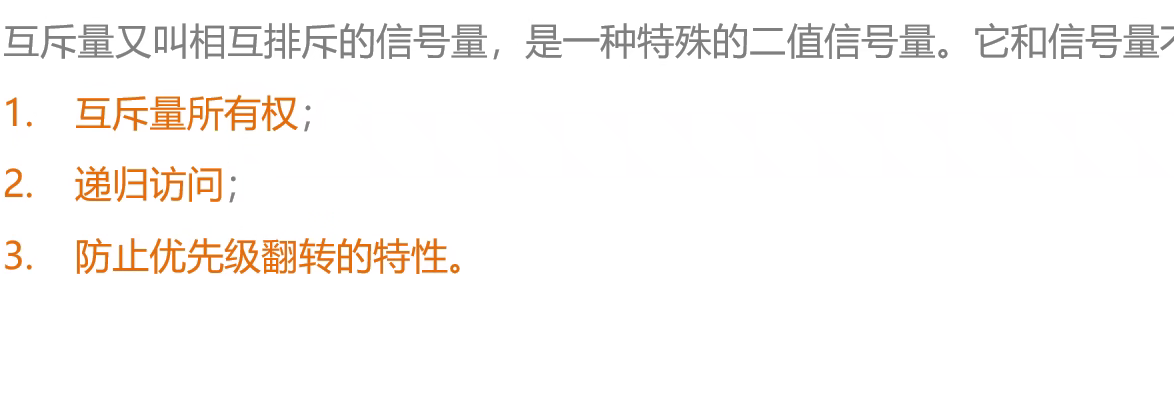 互斥量又叫相互排斥的信号量，是一种特殊的二值信号量。它和信号量
1. 互斥量所有权；
2. 递归访问；
3. 防止优先级翻转的特性。